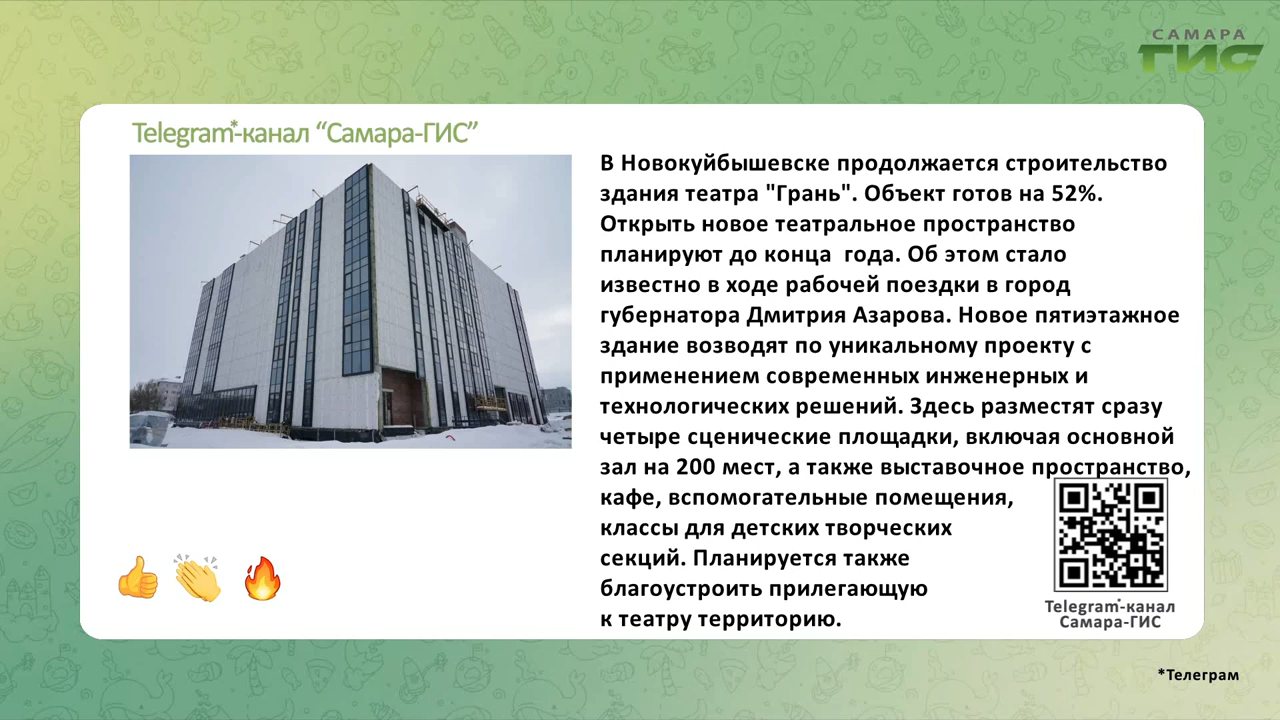 САМАРА
ГИС
Telegram*-канал “Самара-ГИС”
В Новокуйбышевске продолжается строительство
здания театра "Грань". Объект готов на 52%.
Открыть новое театральное пространство
планируют до конца  года. Об этом стало
известно в ходе рабочей поездки в город
губернатора Дмитрия Азарова. Новое пятиэтажное
здание возводят по уникальному проекту с
применением современных инженерных и
технологических решений. Здесь разместят сразу
четыре сценические площадки, включая основной
зал на 200 мест, а также выставочное пространство,
кафе, вспомогательные помещения,
классы для детских творческих
секций. Планируется также
благоустроить прилегающую
к театру территорию.
Telegram*-канал
Самара-ГИС
*Телеграм